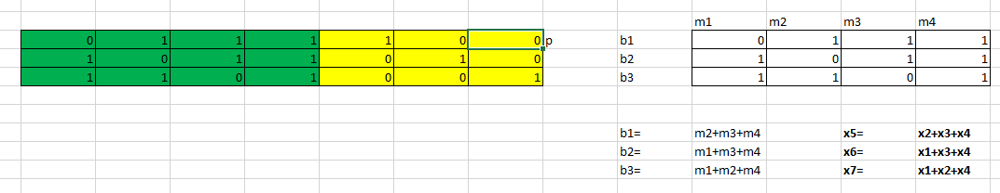 m1 m2 m3 m4
0 1 1 1 1 0 0 p b1 0 1 1 1
1 0 1 1 0 1 0 b2 1 0 1 1
1 1 0 1 0 0 1 b3 1 1 0 1
b1= m2+m3+m4 x5= x2+x3+x4
b2= m1+m3+m4 x6= x1+x3+x4
b3= m1+m2+m4 x7= x1+x2+x4